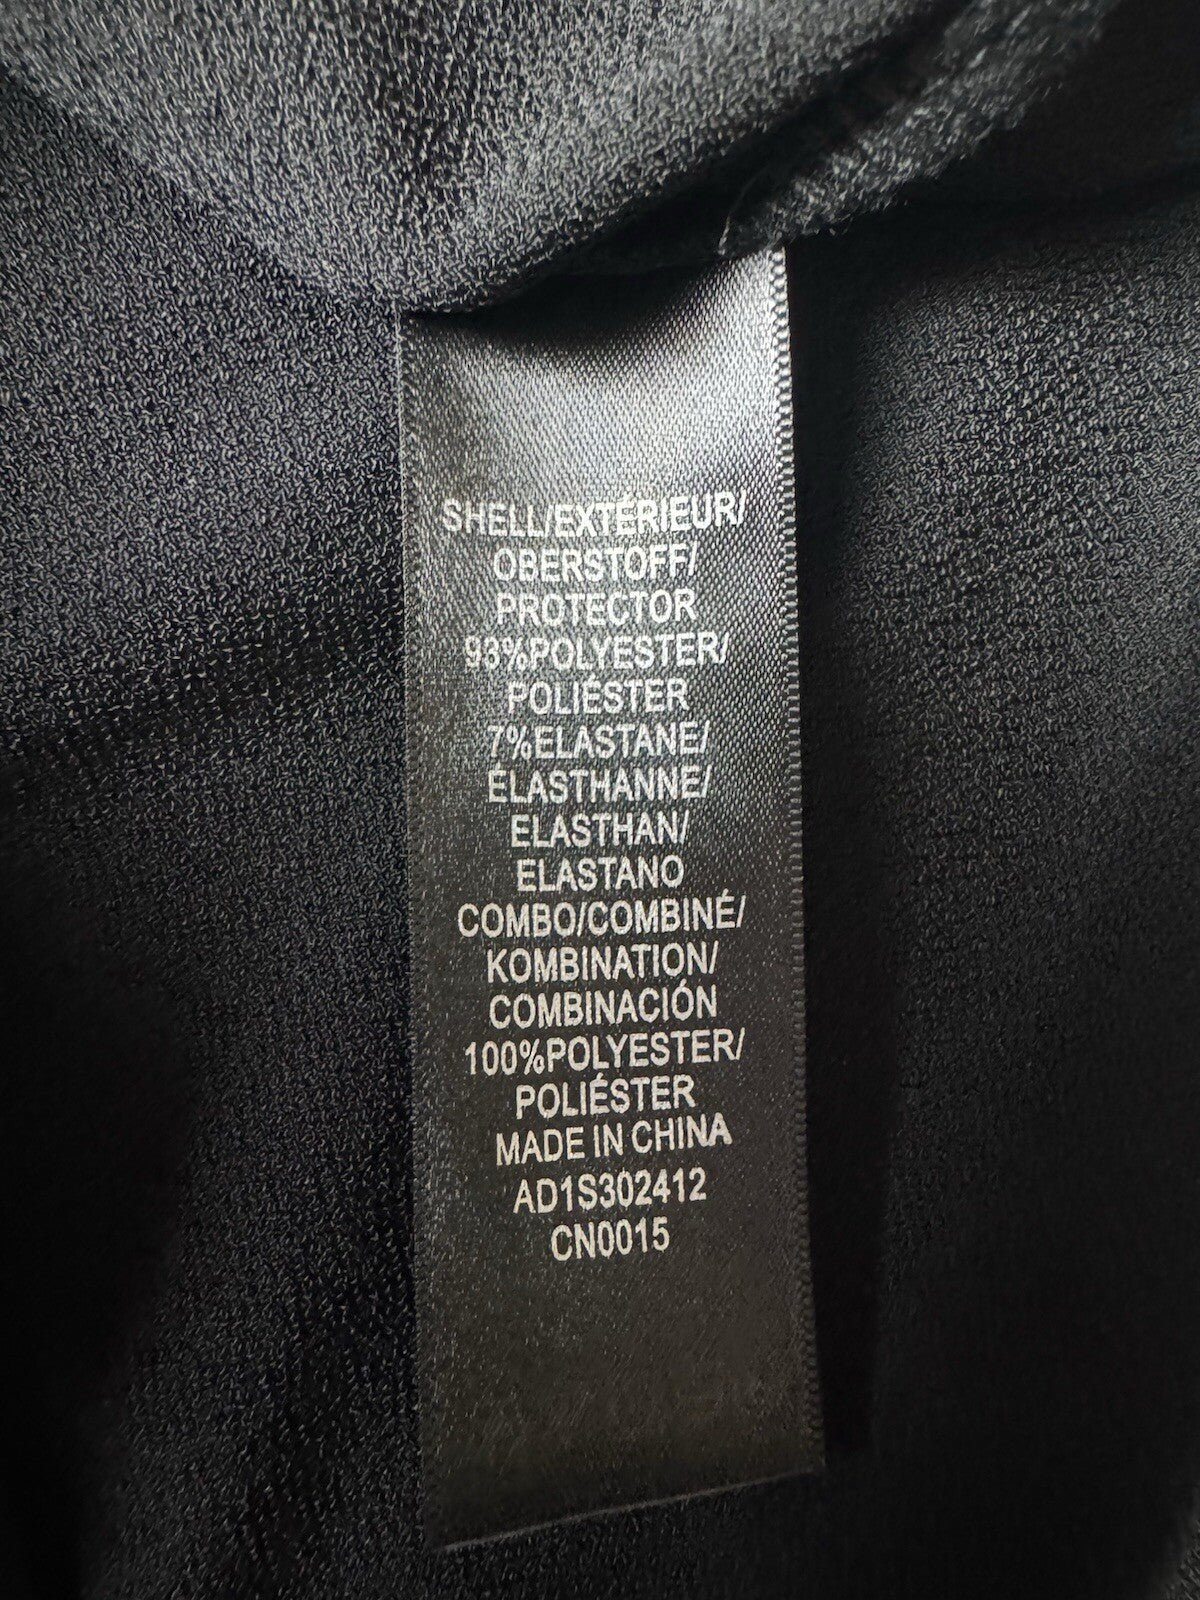 SHELL/EXTÉRIEUR/
OBERSTOFF/
PROTECTOR
93%POLYESTER/
POLIÉSTER
7%ELASTANE/
ÉLASTHANNE/
ELASTHAN/
ELASTANO
COMBO/COMBINÉ/
KOMBINATION/
COMBINACIÓN
100%POLYESTER/
POLIÉSTER
MADE IN CHINA
AD1S302412
CN0015